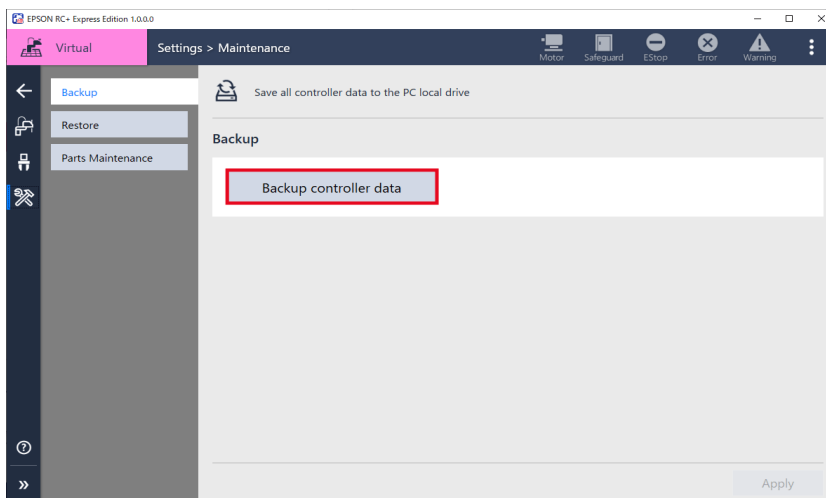 EPSON RC+ Express Edition 1.0.0.0
Virtual
Settings > Maintenance
Motor
Safeguard
EStop
Error
Warning
Backup
Restore
Parts Maintenance
Save all controller data to the PC local drive
Backup
Backup controller data
Apply